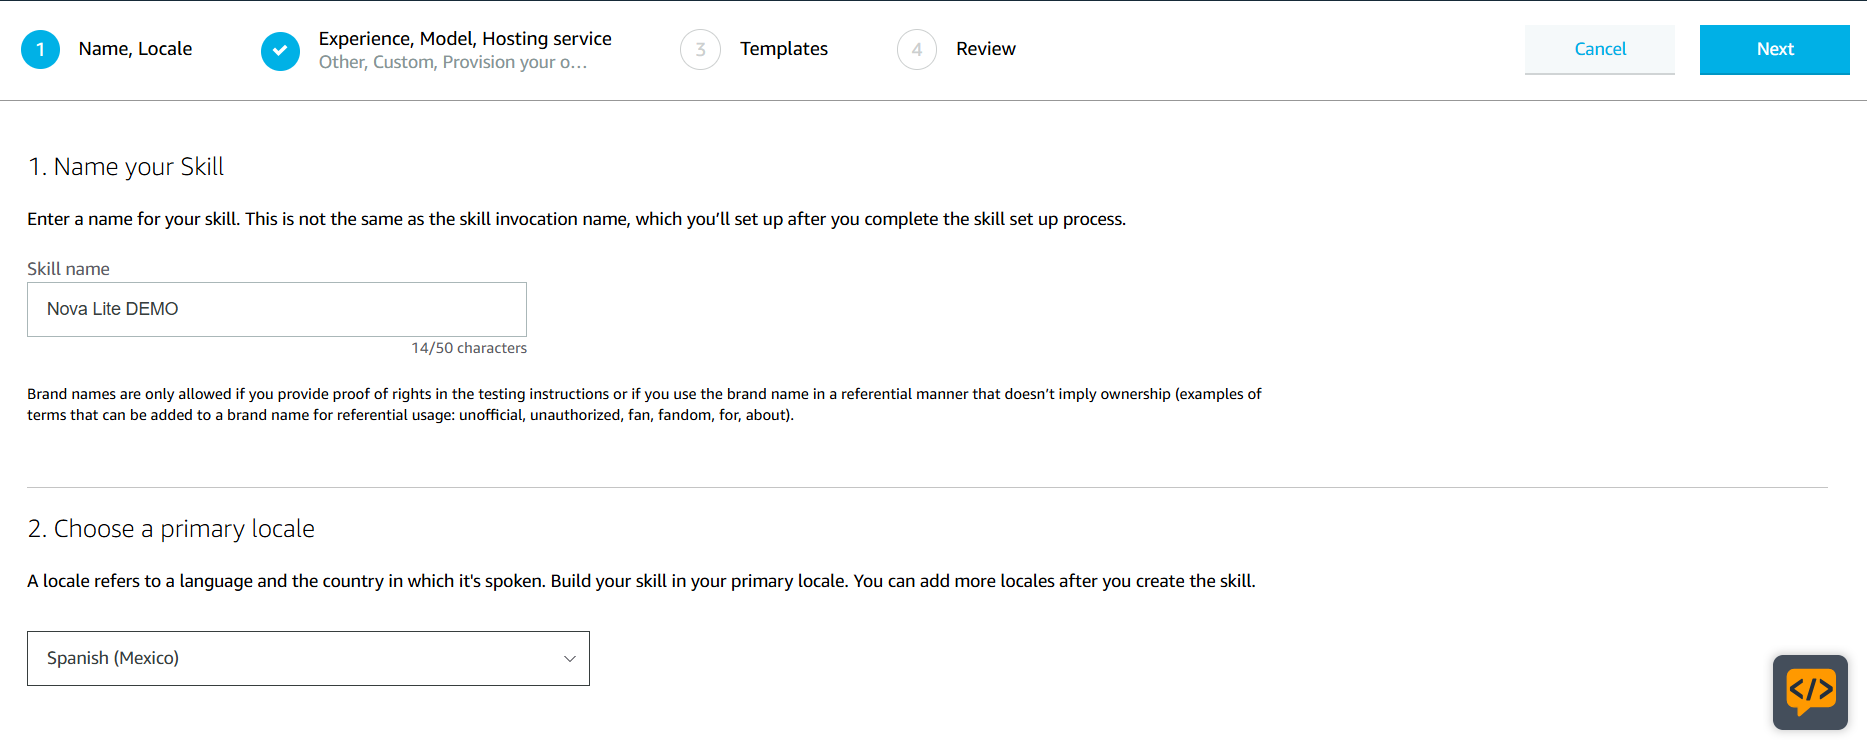 1 Name, Locale
Experience, Model, Hosting service
Other, Custom, Provision your o...
3 Templates
4 Review
Cancel
Next
1. Name your Skill
Enter a name for your skill. This is not the same as the skill invocation name, which you’ll set up after you complete the skill set up process.
Skill name
Nova Lite DEMO
14/50 characters
Brand names are only allowed if you provide proof of rights in the testing instructions or if you use the brand name in a referential manner that doesn’t imply ownership (examples of
terms that can be added to a brand name for referential usage: unofficial, unauthorized, fan, fandom, for, about).
2. Choose a primary locale
A locale refers to a language and the country in which it's spoken. Build your skill in your primary locale. You can add more locales after you create the skill.
Spanish (Mexico)
</>